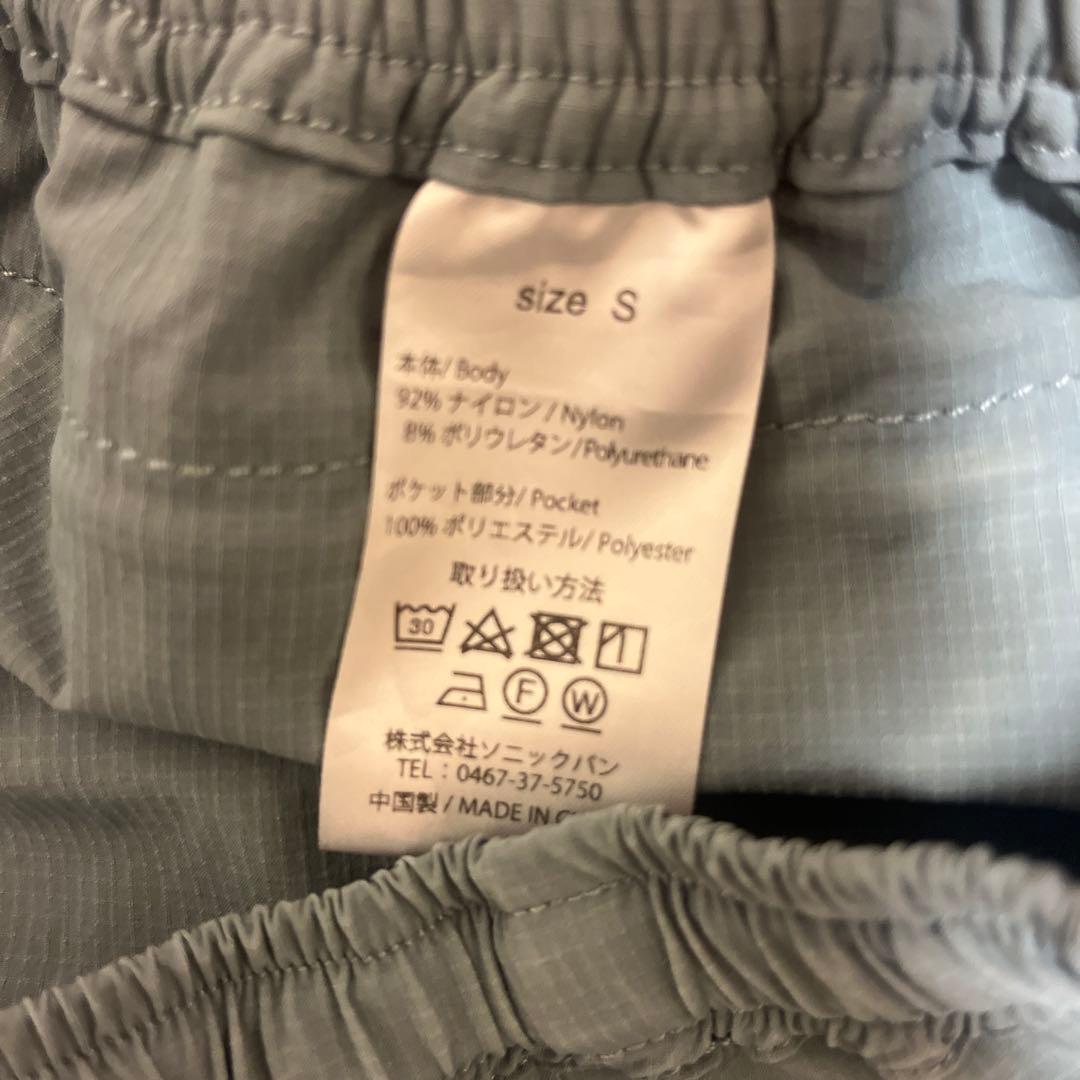 size S
本体/ Body
92% ナイロン / Nylon
8% ポリウレタン/Polyurethane
ポケット部分/ Pocket
100% ポリエステル/ Polyester
取り扱い方法
30
F W
株式会社ソニックバン
TEL : 0467-37-5750
中国製 / MADE IN